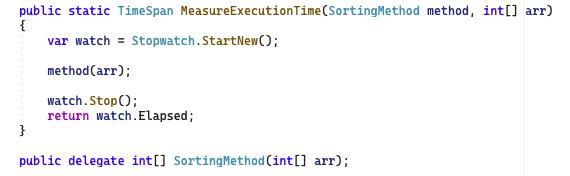 public static TimeSpan MeasureExecutionTime(SortingMethod method, int[] arr)
{
    var watch = Stopwatch.StartNew();

    method(arr);

    watch.Stop();
    return watch.Elapsed;
}

public delegate int[] SortingMethod(int[] arr);